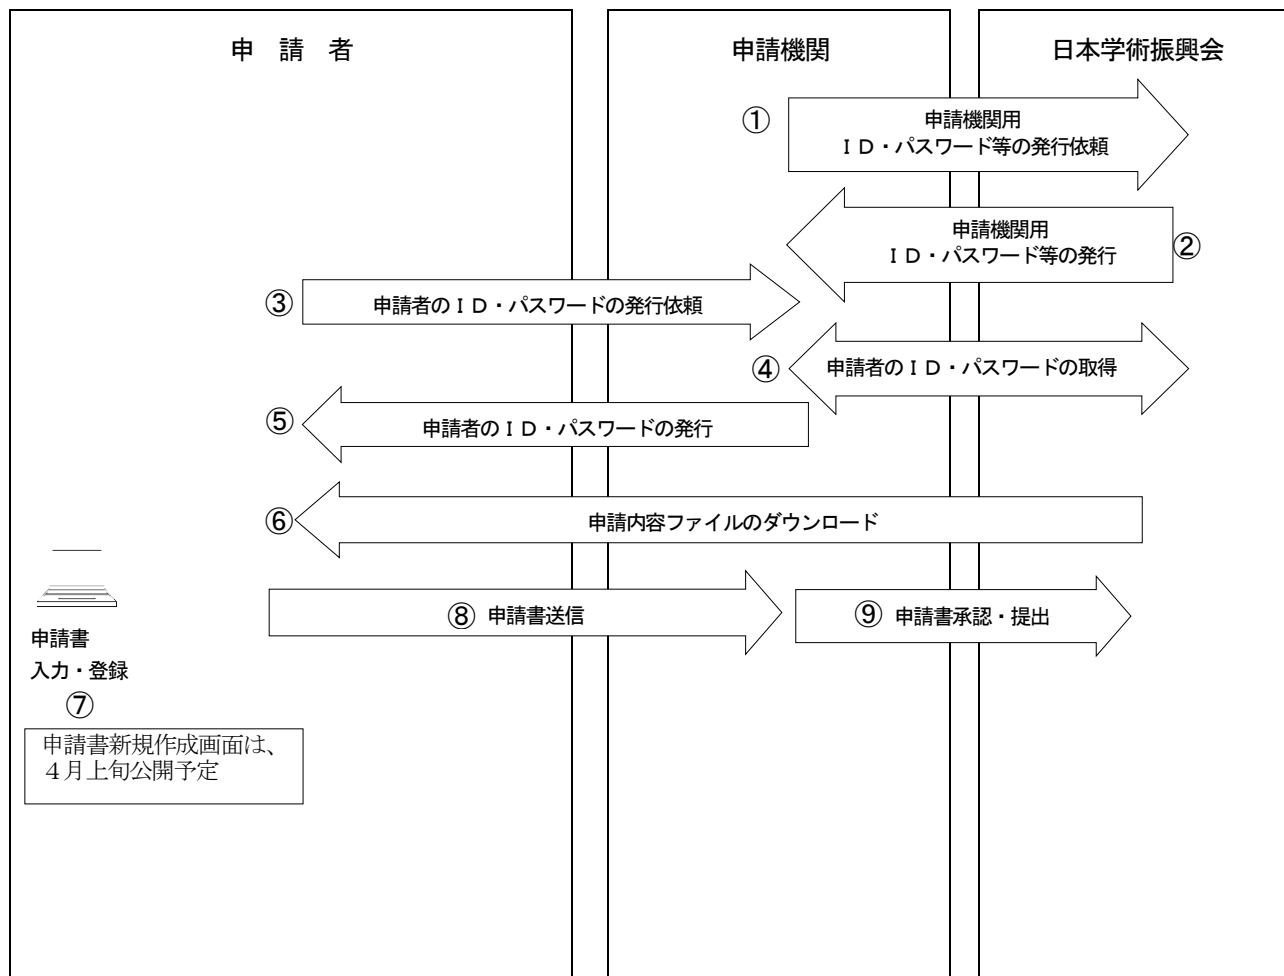 申　請　者
申請機関
日本学術振興会
①
申請機関用
ＩＤ・パスワード等の発行依頼
申請機関用
ＩＤ・パスワード等の発行
②
③
申請者のＩＤ・パスワードの発行依頼
④
申請者のＩＤ・パスワードの取得
⑤
申請者のＩＤ・パスワードの発行
⑥
申請内容ファイルのダウンロード
⑧ 申請書送信
⑨ 申請書承認・提出
申請書
入力・登録
⑦
申請書新規作成画面は、
４月上旬公開予定